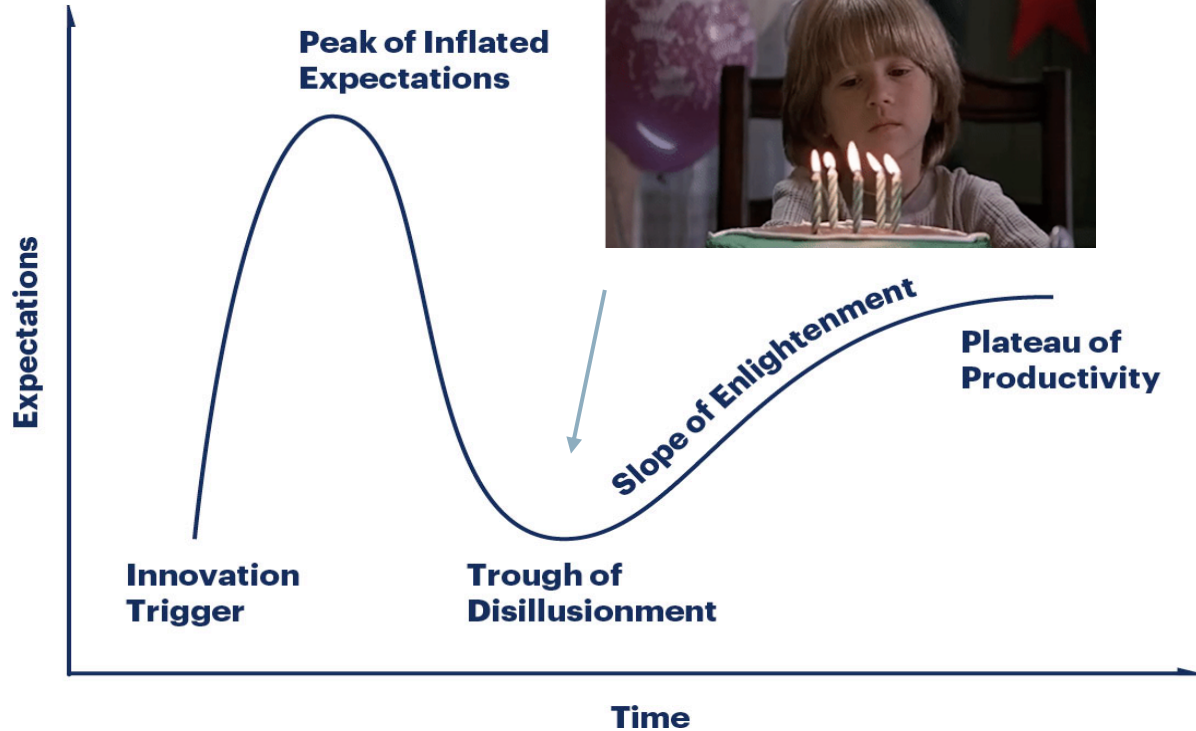 Peak of Inflated
Expectations
Expectations
Slope of Enlightenment
Plateau of
Productivity
Innovation
Trigger
Trough of
Disillusionment
Time